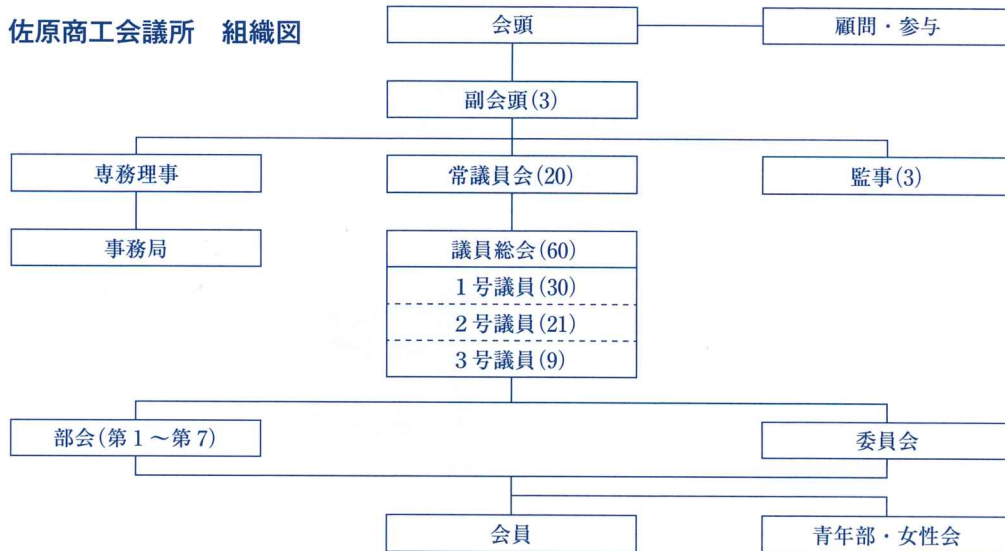 佐原商工会議所　組織図
会頭
顧問・参与
副会頭(3)
専務理事
常議員会(20)
監事(3)
事務局
議員総会(60)
1号議員(30)
2号議員(21)
3号議員(9)
部会(第1～第7)
委員会
会員
青年部・女性会